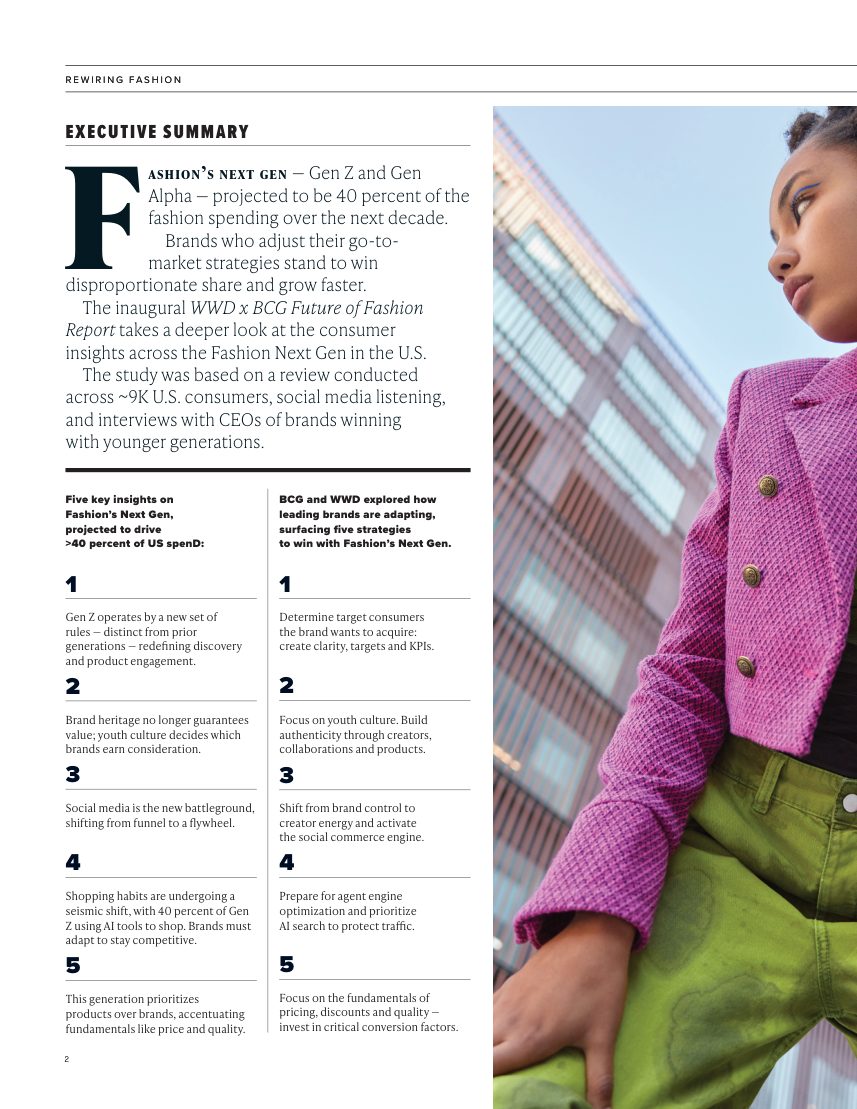 REWIRING FASHION
EXECUTIVE SUMMARY
FASHION’S NEXT GEN — Gen Z and Gen
Alpha — projected to be 40 percent of the
fashion spending over the next decade.
Brands who adjust their go-to-
market strategies stand to win
disproportionate share and grow faster.
The inaugural WWD x BCG Future of Fashion
Report takes a deeper look at the consumer
insights across the Fashion Next Gen in the U.S.
The study was based on a review conducted
across ~9K U.S. consumers, social media listening,
and interviews with CEOs of brands winning
with younger generations.
Five key insights on
Fashion’s Next Gen,
projected to drive
>40 percent of US spenD:
1
Gen Z operates by a new set of
rules — distinct from prior
generations — redefining discovery
and product engagement.
2
Brand heritage no longer guarantees
value; youth culture decides which
brands earn consideration.
3
Social media is the new battleground,
shifting from funnel to a flywheel.
4
Shopping habits are undergoing a
seismic shift, with 40 percent of Gen
Z using AI tools to shop. Brands must
adapt to stay competitive.
5
This generation prioritizes
products over brands, accentuating
fundamentals like price and quality.
BCG and WWD explored how
leading brands are adapting,
surfacing five strategies
to win with Fashion’s Next Gen.
1
Determine target consumers
the brand wants to acquire:
create clarity, targets and KPIs.
2
Focus on youth culture. Build
authenticity through creators,
collaborations and products.
3
Shift from brand control to
creator energy and activate
the social commerce engine.
4
Prepare for agent engine
optimization and prioritize
AI search to protect traffic.
5
Focus on the fundamentals of
pricing, discounts and quality —
invest in critical conversion factors.
2